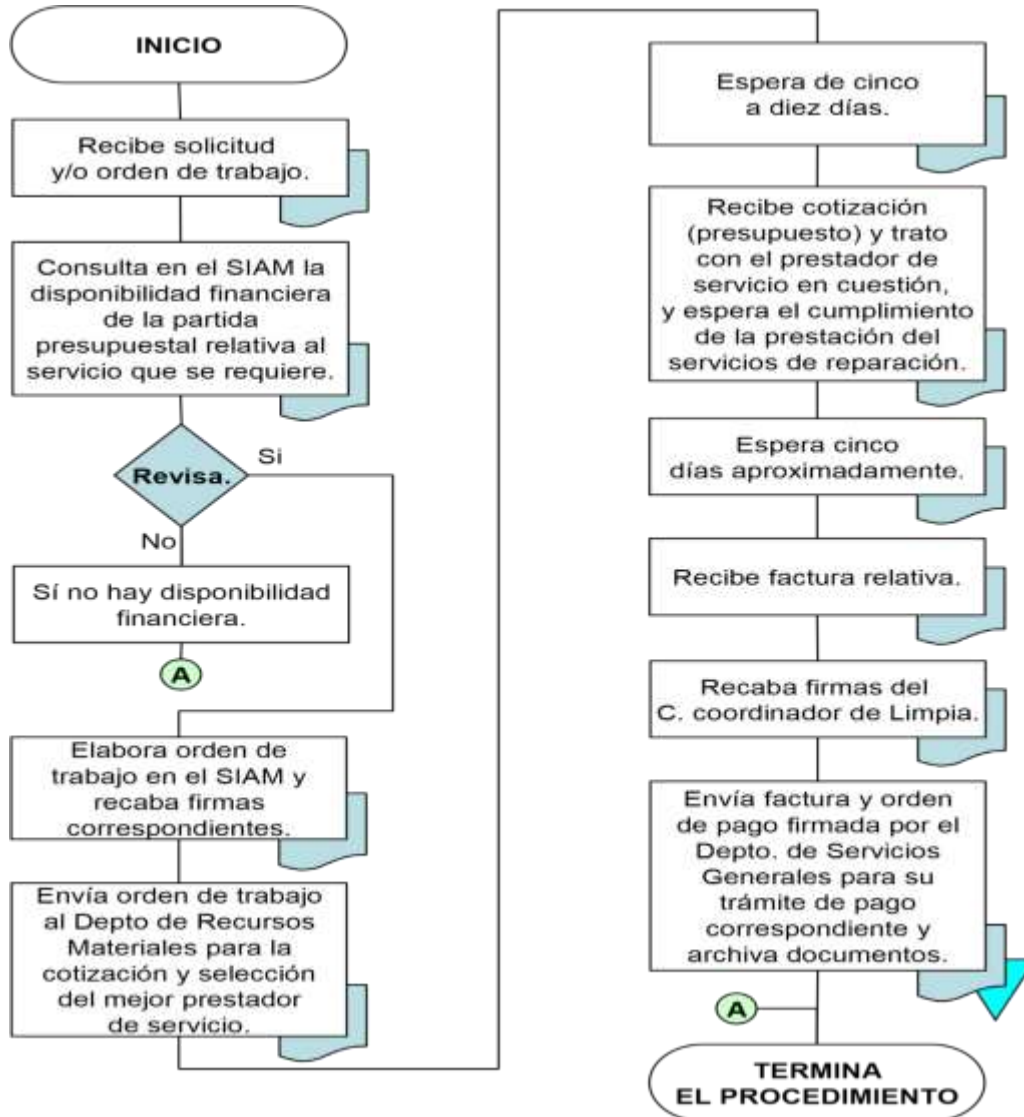 INICIO
Recibe solicitud
y/o orden de trabajo.
Consulta en el SIAM la
disponibilidad financiera
de la partida
presupuestal relativa al
servicio que se requiere.
Revisa.
Si
No
Sí no hay disponibilidad
financiera.
A
Elabora orden de
trabajo en el SIAM y
recaba firmas
correspondientes.
Envía orden de trabajo
al Depto de Recursos
Materiales para la
cotización y selección
del mejor prestador
de servicio.
Espera de cinco
a diez días.
Recibe cotización
(presupuesto) y trato
con el prestador de
servicio en cuestión,
y espera el cumplimiento
de la prestación del
servicios de reparación.
Espera cinco
días aproximadamente.
Recibe factura relativa.
Recaba firmas del
C. coordinador de Limpia.
Envía factura y orden
de pago firmada por el
Depto. de Servicios
Generales para su
trámite de pago
correspondiente y
archiva documentos.
A
TERMINA
EL PROCEDIMIENTO